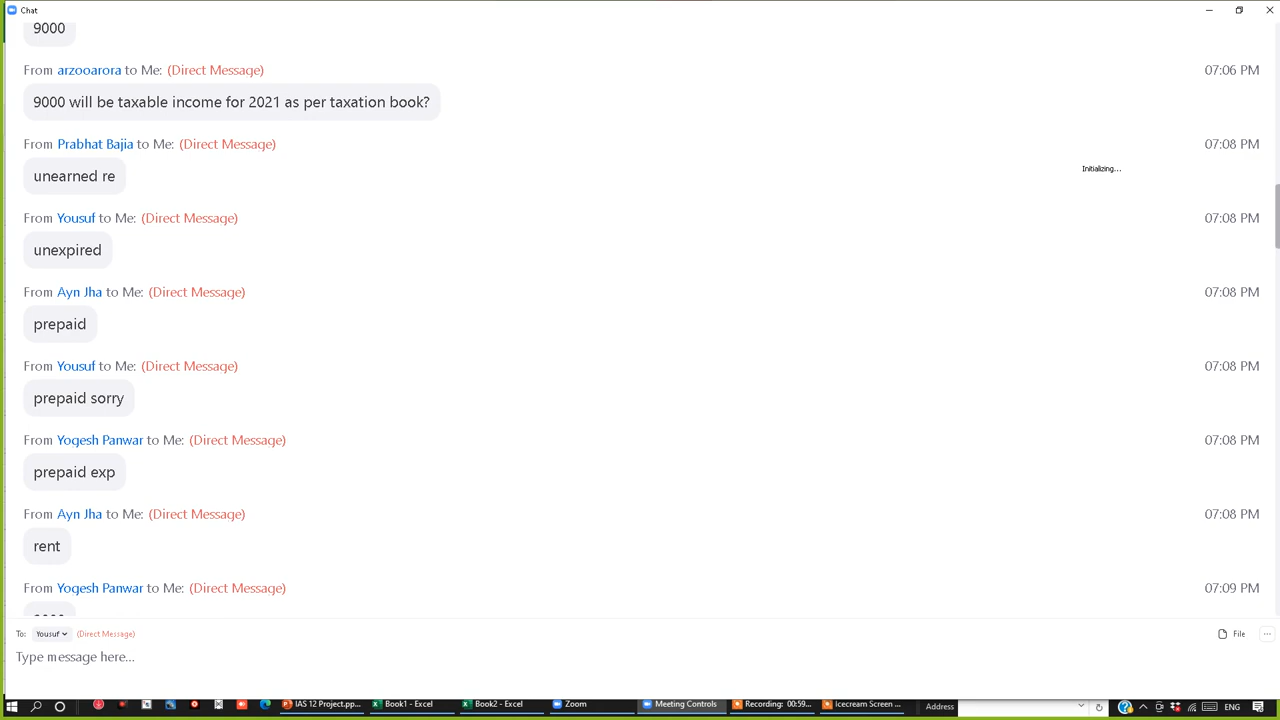 Chat
9000
From arzooarora to Me: (Direct Message) 07:06 PM
9000 will be taxable income for 2021 as per taxation book?
From Prabhat Bajia to Me: (Direct Message) 07:08 PM
Initializing...
unearned re
From Yousuf to Me: (Direct Message) 07:08 PM
unexpired
From Ayn Jha to Me: (Direct Message) 07:08 PM
prepaid
From Yousuf to Me: (Direct Message) 07:08 PM
prepaid sorry
From Yogesh Panwar to Me: (Direct Message) 07:08 PM
prepaid exp
From Ayn Jha to Me: (Direct Message) 07:08 PM
rent
From Yogesh Panwar to Me: (Direct Message) 07:09 PM
To: Yousuf (Direct Message) File
Type message here...
IAS 12 Project.pp... Book1 - Excel Book2 - Excel Zoom Meeting Controls Recording: 00:59... Icecream Screen ... Address ENG